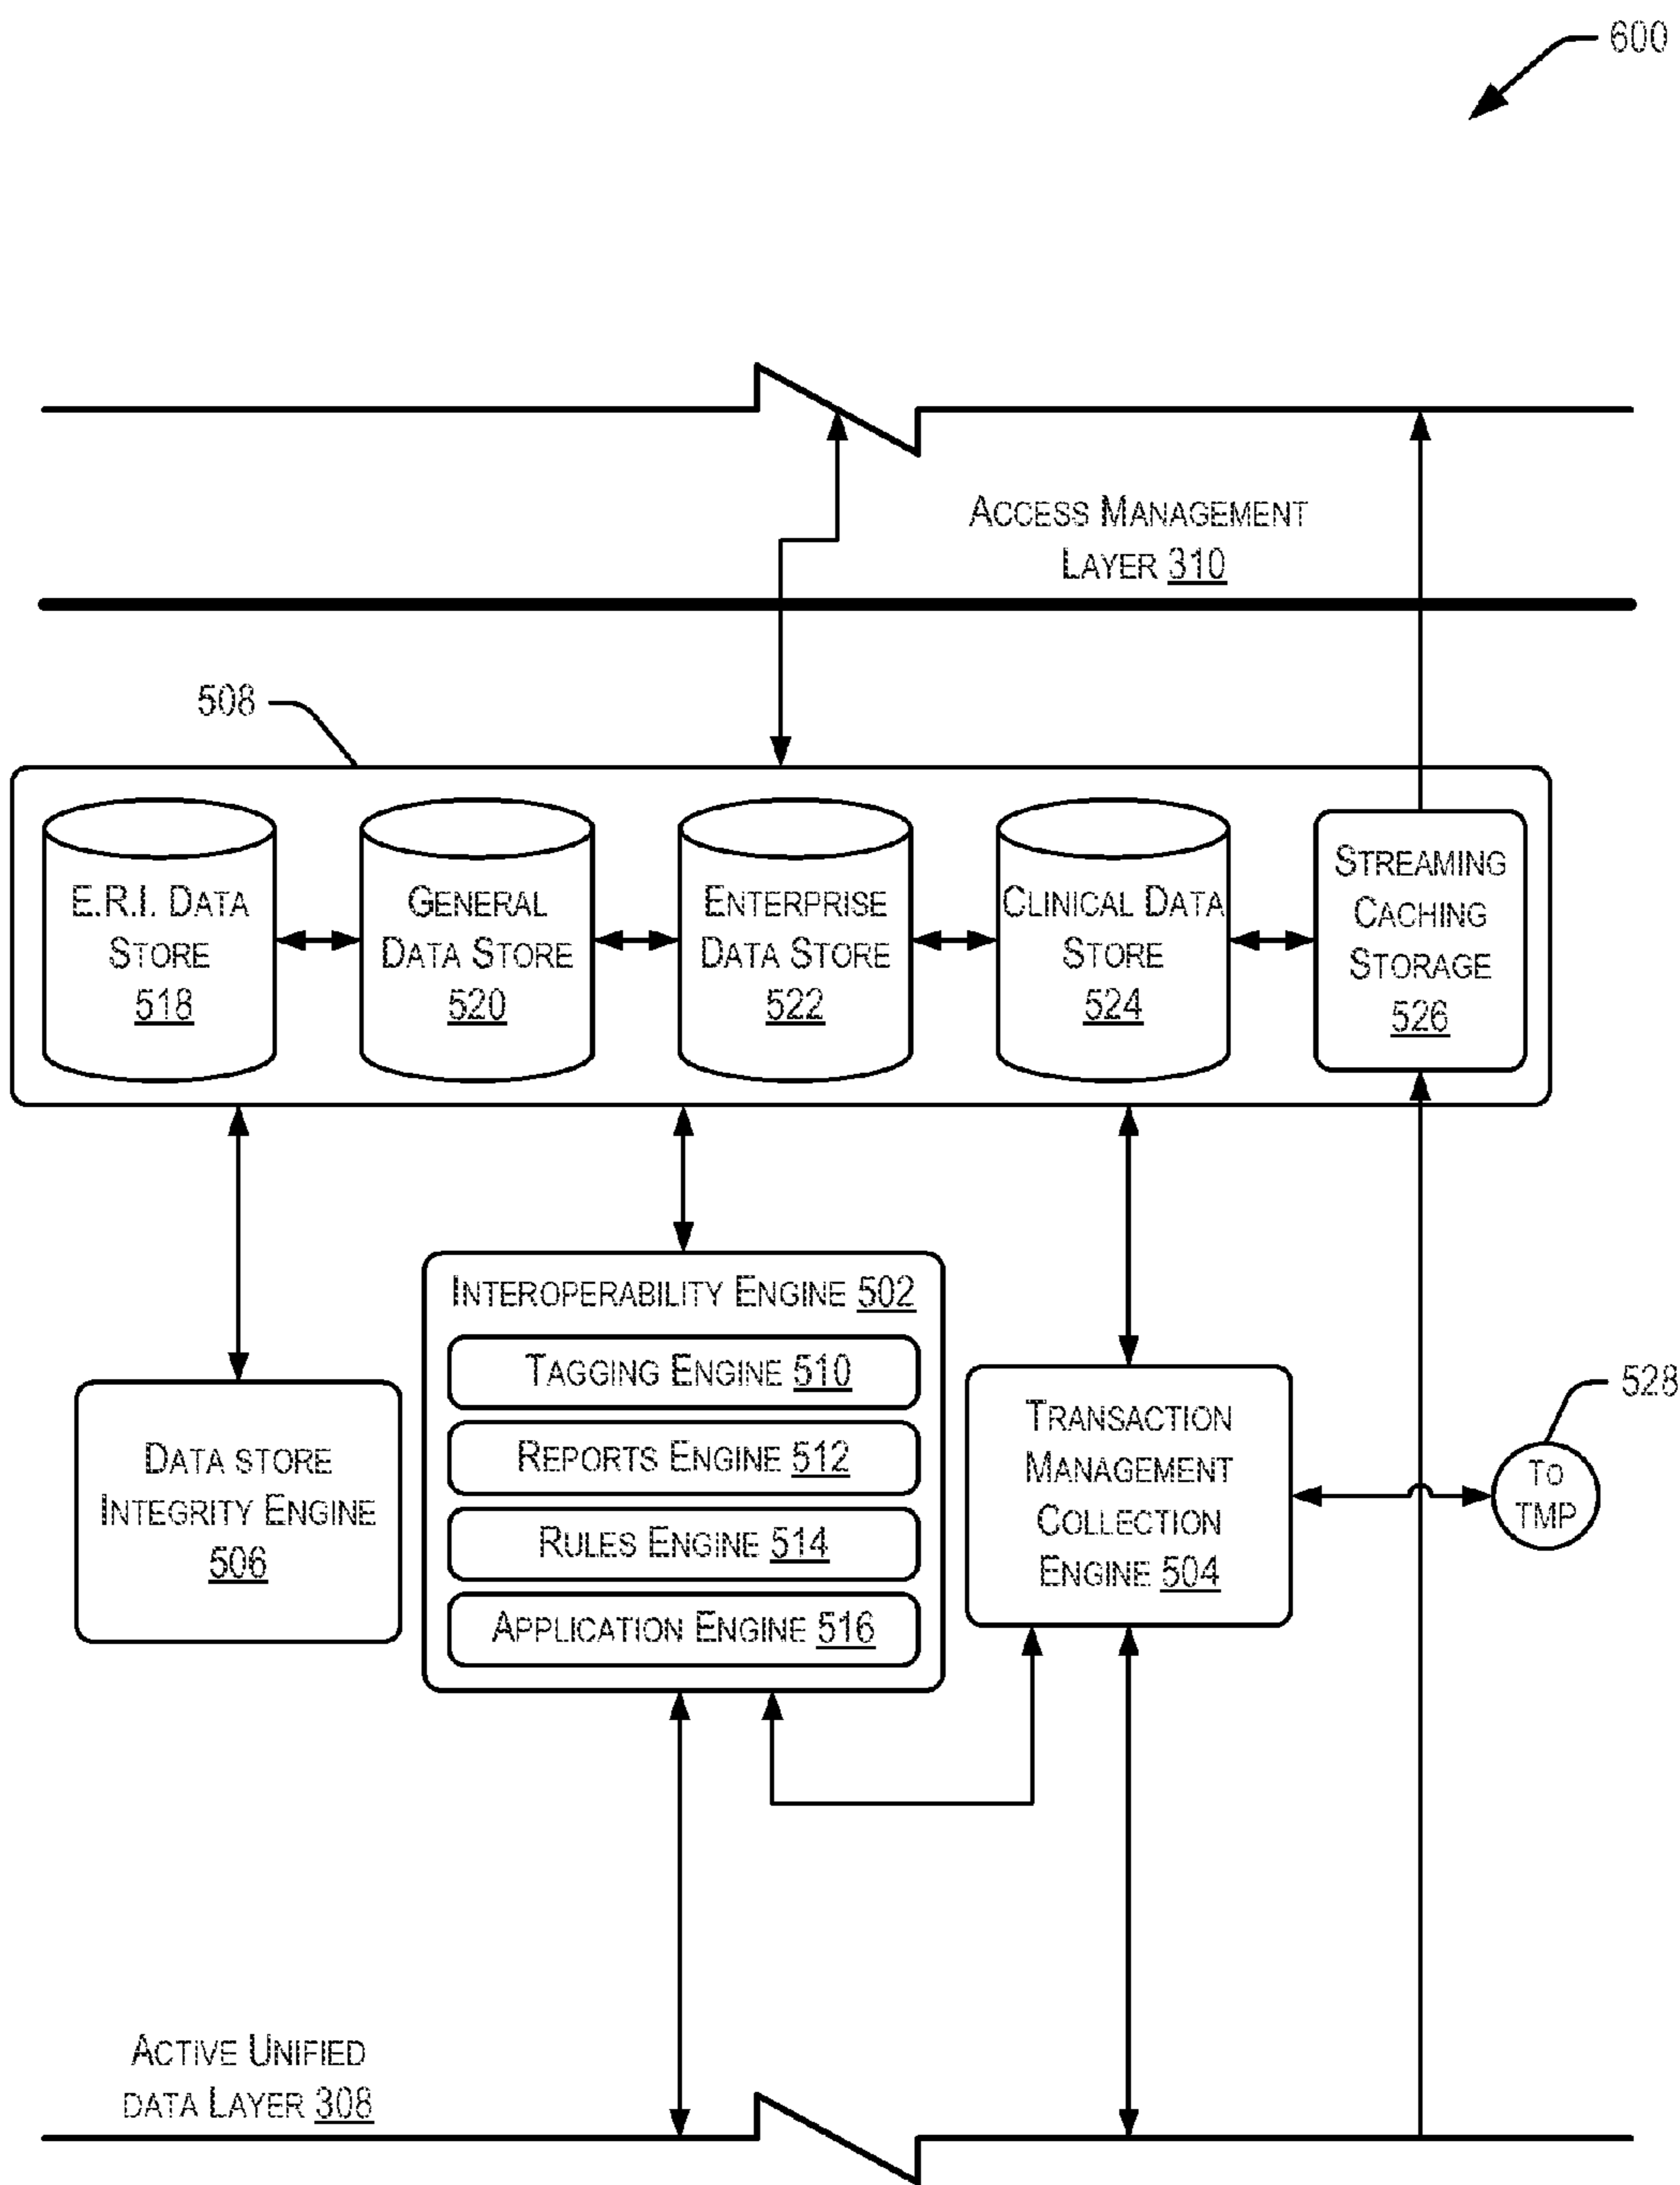 600
ACCESS MANAGEMENT
LAYER 310
508
E.R.I. DATA
STORE
518
GENERAL
DATA STORE
520
ENTERPRISE
DATA STORE
522
CLINICAL DATA
STORE
524
STREAMING
CACHING
STORAGE
526
INTEROPERABILITY ENGINE 502
TAGGING ENGINE 510
REPORTS ENGINE 512
RULES ENGINE 514
APPLICATION ENGINE 516
DATA STORE
INTEGRITY ENGINE
506
TRANSACTION
MANAGEMENT
COLLECTION
ENGINE 504
528
TO
TMP
ACTIVE UNIFIED
DATA LAYER 308